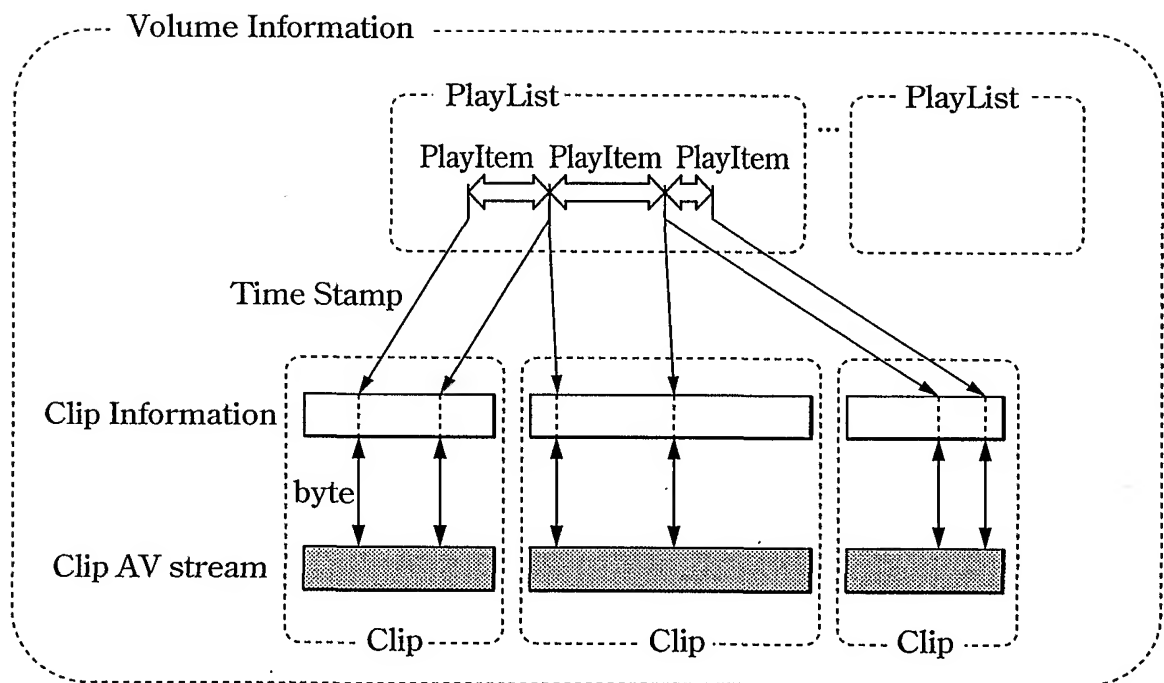 Volume Information
PlayList ... PlayList
PlayItem PlayItem PlayItem
Time Stamp
Clip Information
byte
Clip AV stream
Clip Clip Clip